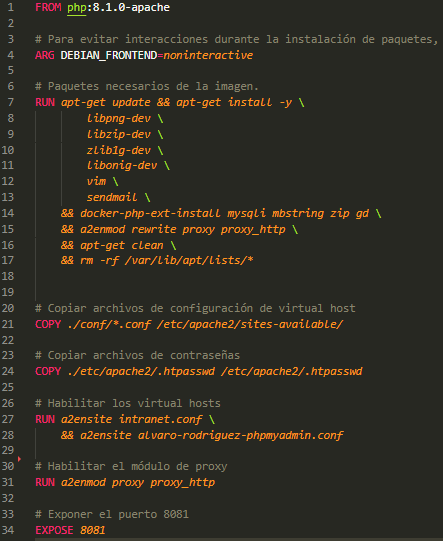 1 FROM php:8.1.0-apache
2
3 # Para evitar interacciones durante la instalación de paquetes,
4 ARG DEBIAN_FRONTEND=noninteractive
5
6 # Paquetes necesarios de la imagen.
7 RUN apt-get update && apt-get install -y \
8 libpng-dev \
9 libzip-dev \
10 zlib1g-dev \
11 libonig-dev \
12 vim \
13 sendmail \
14 && docker-php-ext-install mysqli mbstring zip gd \
15 && a2enmod rewrite proxy proxy_http \
16 && apt-get clean \
17 && rm -rf /var/lib/apt/lists/*
18
19
20 # Copiar archivos de configuración de virtual host
21 COPY ./conf/*.conf /etc/apache2/sites-available/
22
23 # Copiar archivos de contraseñas
24 COPY ./etc/apache2/.htpasswd /etc/apache2/.htpasswd
25
26 # Habilitar los virtual hosts
27 RUN a2ensite intranet.conf \
28 && a2ensite alvaro-rodriguez-phpmyadmin.conf
29
30 # Habilitar el módulo de proxy
31 RUN a2enmod proxy proxy_http
32
33 # Exponer el puerto 8081
34 EXPOSE 8081